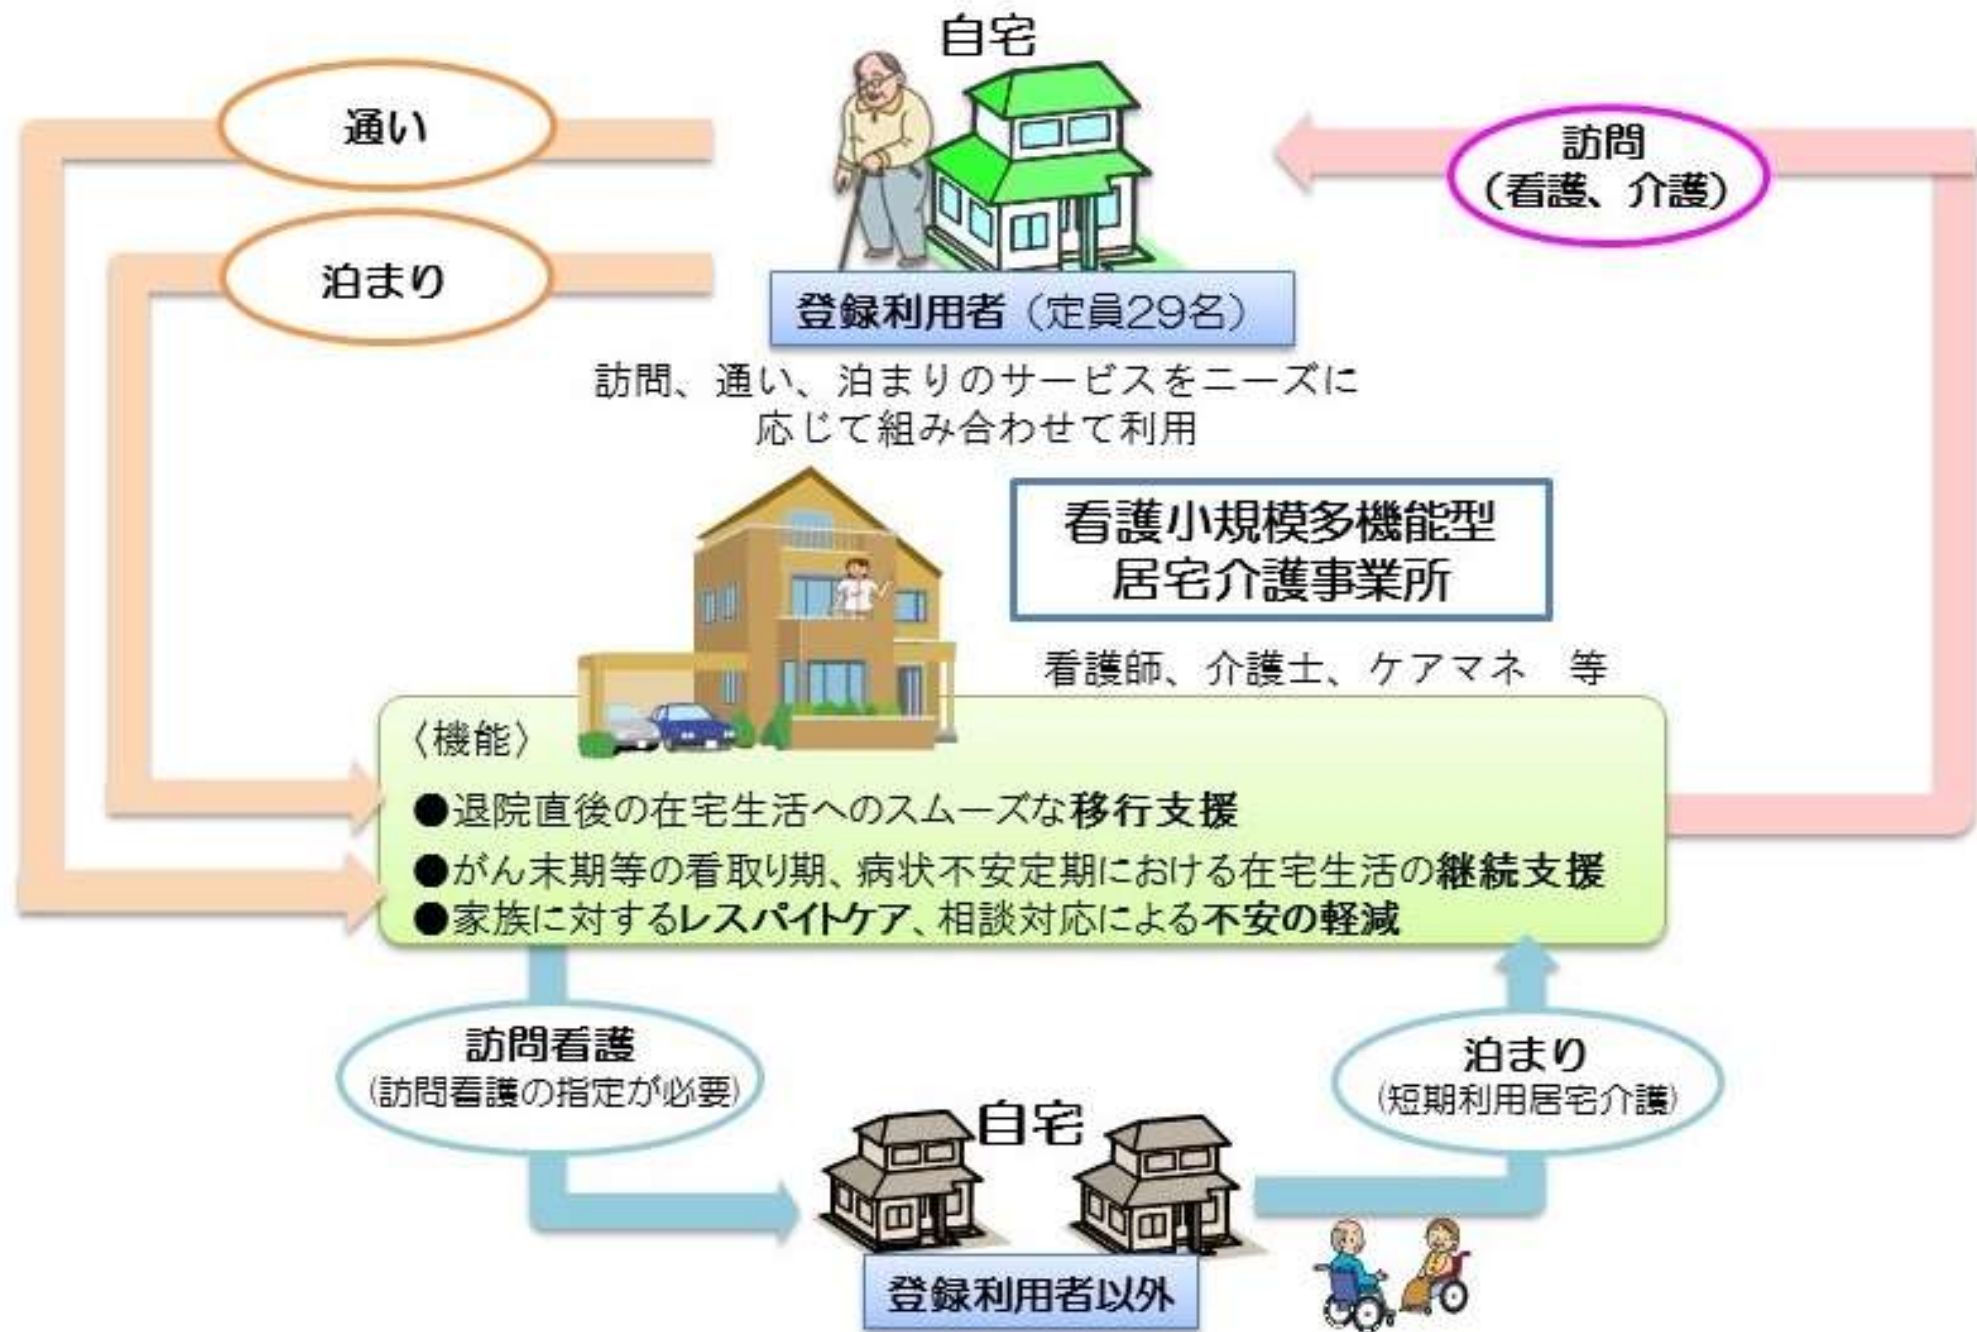 自宅
通い
訪問
(看護、介護)
泊まり
登録利用者（定員29名）
訪問、通い、泊まりのサービスをニーズに
応じて組み合わせて利用
看護小規模多機能型
居宅介護事業所
看護師、介護士、ケアマネ　等
〈機能〉
●退院直後の在宅生活へのスムーズな移行支援
●がん末期等の看取り期、病状不安定期における在宅生活の継続支援
●家族に対するレスパイトケア、相談対応による不安の軽減
訪問看護
(訪問看護の指定が必要)
泊まり
(短期利用居宅介護)
自宅
登録利用者以外